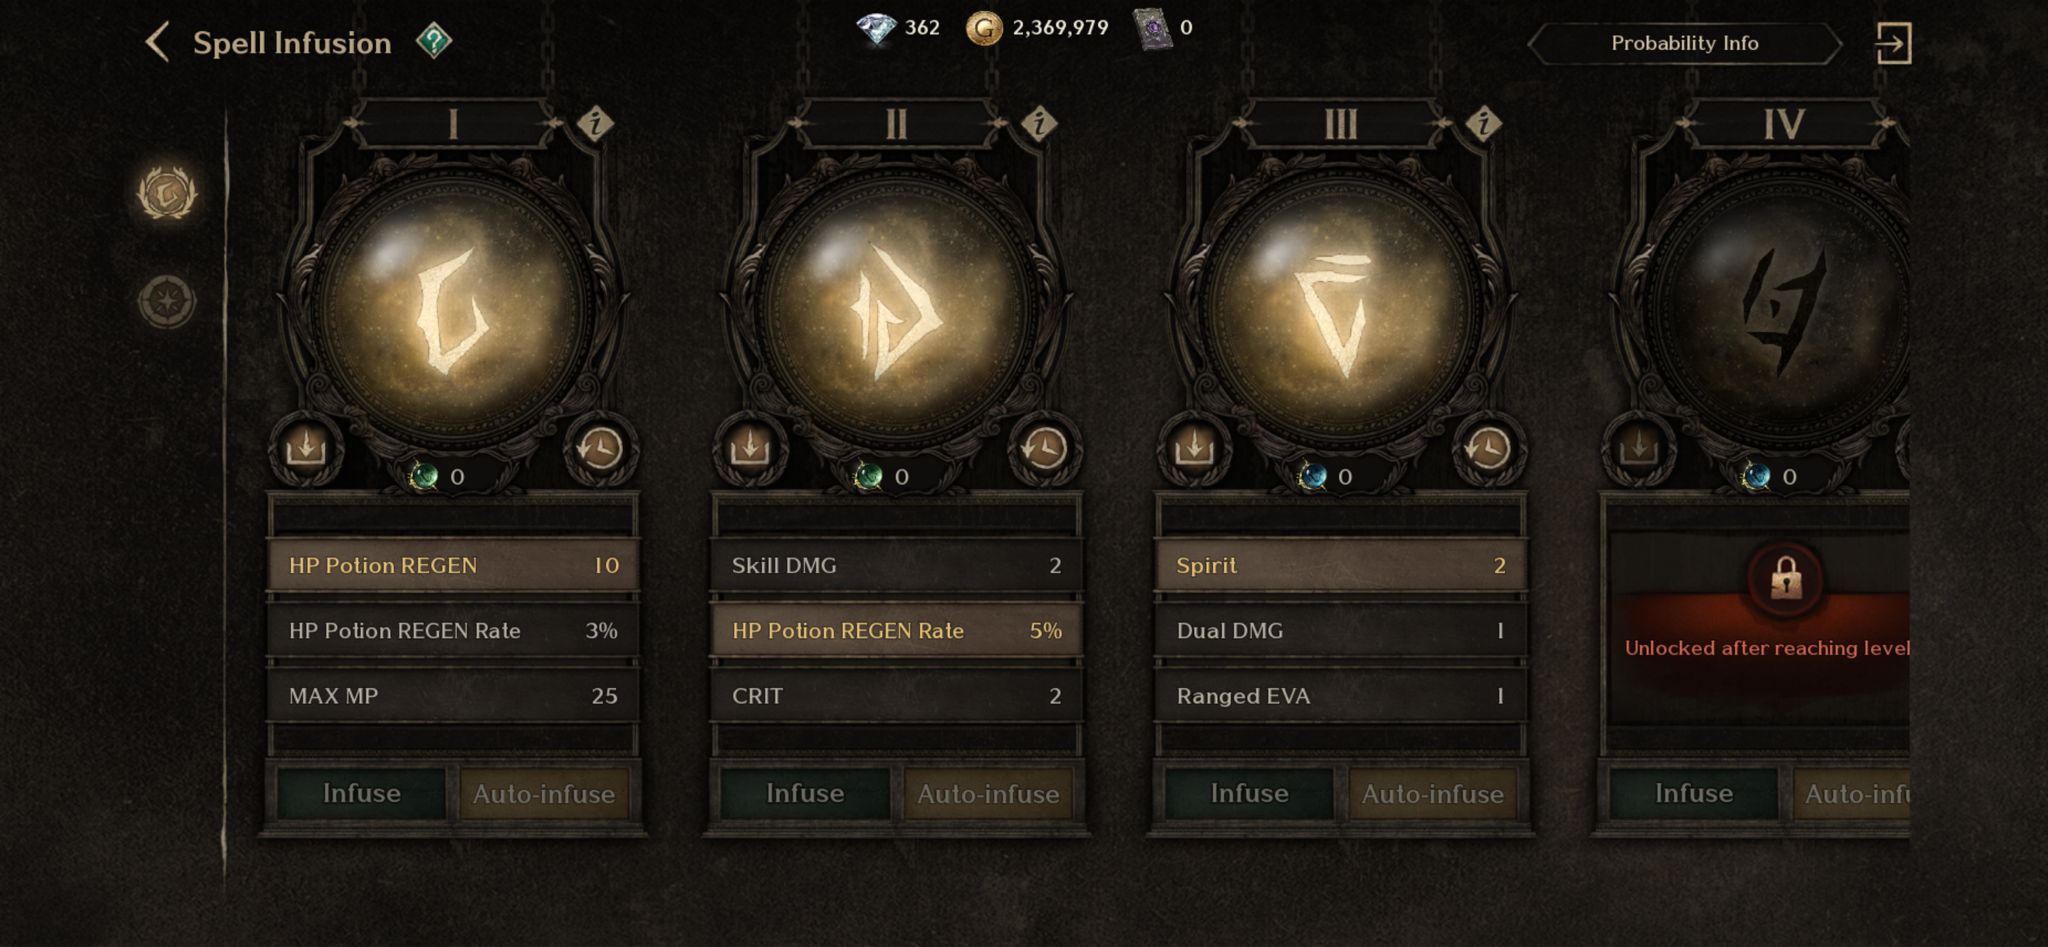 Spell Infusion
?
362
2,369,979
0
Probability Info
I
i
II
i
III
i
IV
0
0
0
0
HP Potion REGEN 10
HP Potion REGEN Rate 3%
MAX MP 25
Skill DMG 2
HP Potion REGEN Rate 5%
CRIT 2
Spirit 2
Dual DMG 1
Ranged EVA 1
Unlocked after reaching level
Infuse
Auto-infuse
Infuse
Auto-infuse
Infuse
Auto-infuse
Infuse
Auto-inf